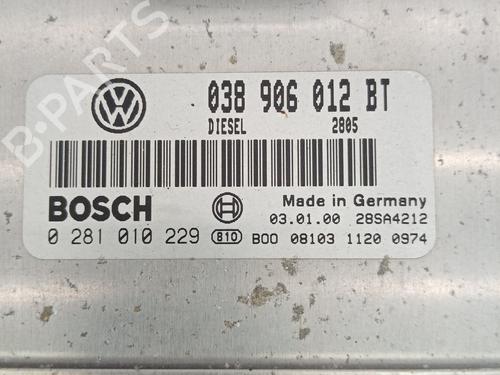 038 906 012 BT
DIESEL 2805
BOSCH
Made in Germany
03.01.00 28SA4212
0 281 010 229 B10 B00 08103 1120 0974
B-PARTS